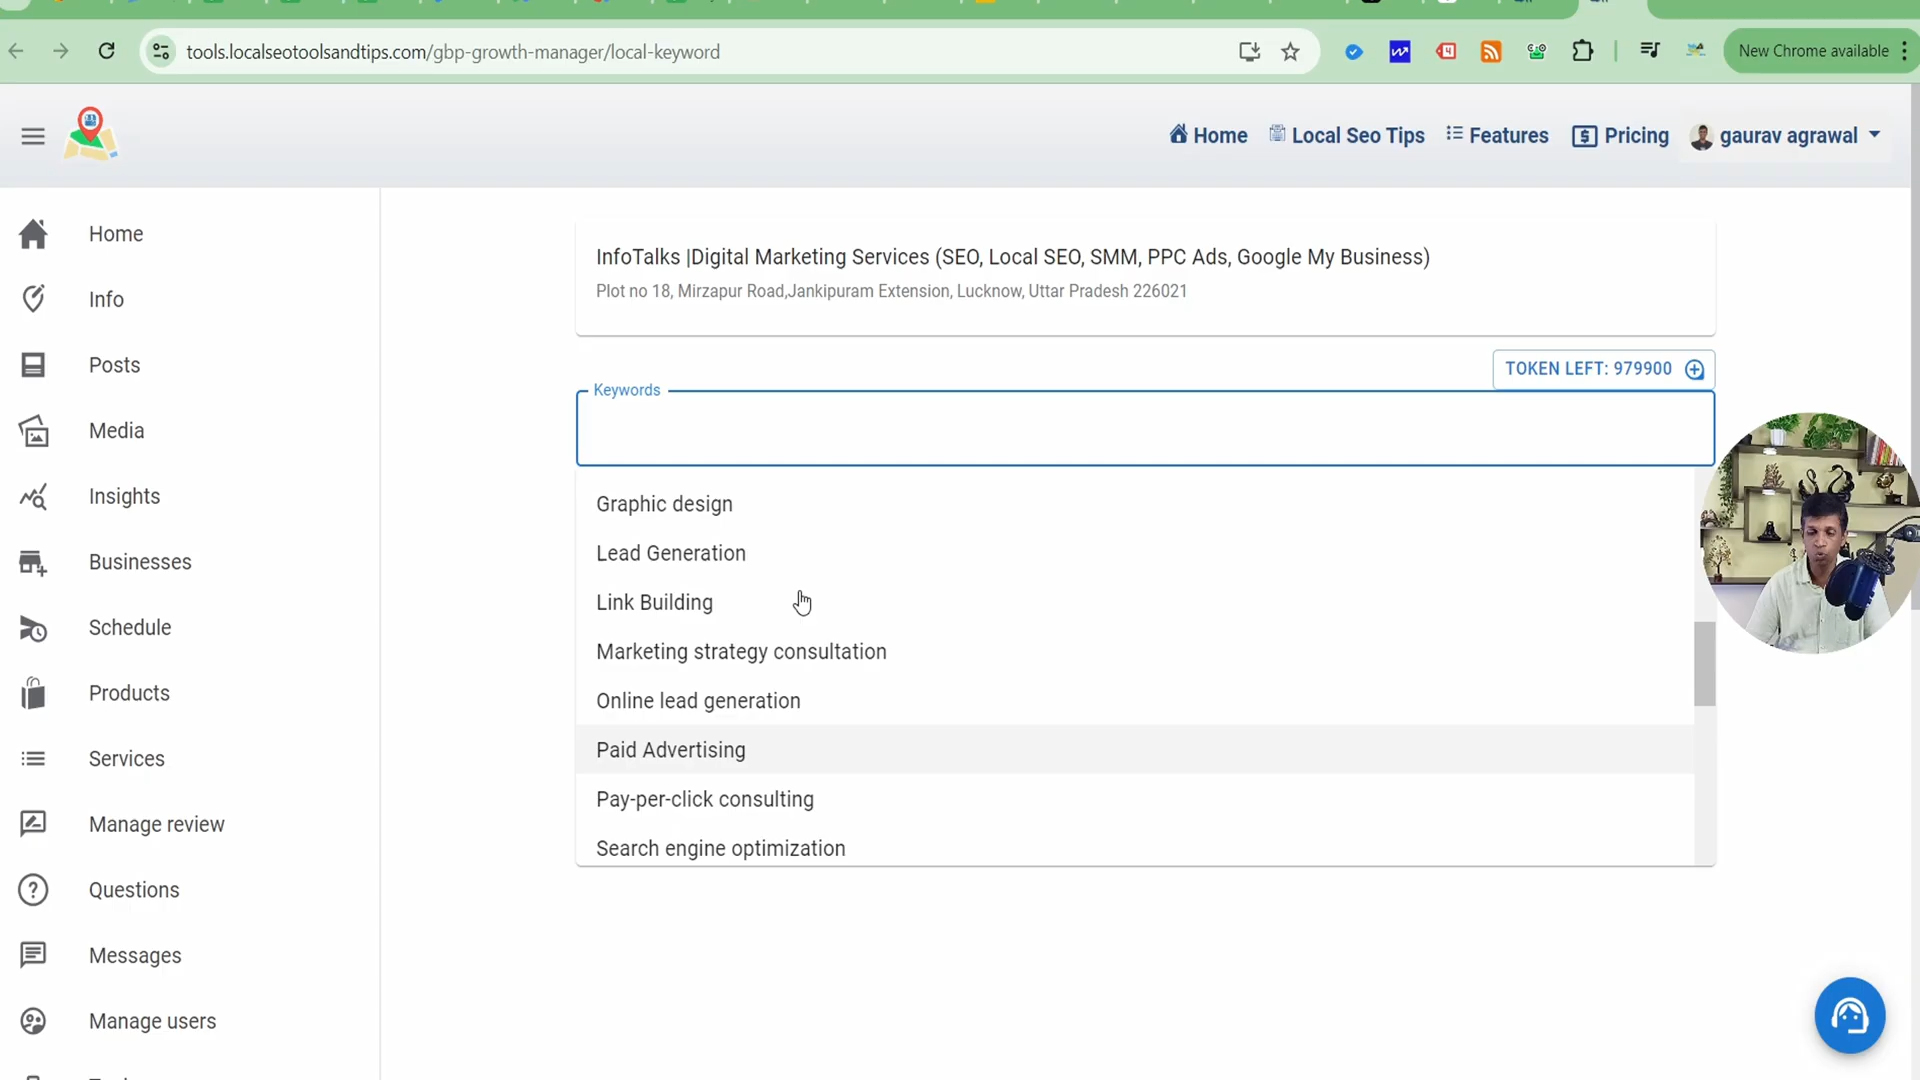 tools.localseotoolsandtips.com/gbp-growth-manager/local-keyword
New Chrome available
Home
Local Seo Tips
Features
Pricing
gaurav agrawal
Home
Info
Posts
Media
Insights
Businesses
Schedule
Products
Services
Manage review
Questions
Messages
Manage users
InfoTalks |Digital Marketing Services (SEO, Local SEO, SMM, PPC Ads, Google My Business)
Plot no 18, Mirzapur Road,Jankipuram Extension, Lucknow, Uttar Pradesh 226021
TOKEN LEFT: 979900
Keywords
Graphic design
Lead Generation
Link Building
Marketing strategy consultation
Online lead generation
Paid Advertising
Pay-per-click consulting
Search engine optimization